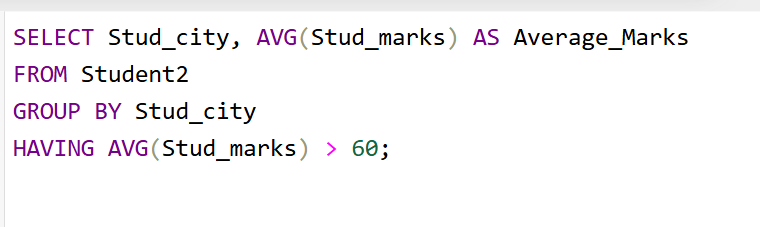 SELECT Stud_city, AVG(Stud_marks) AS Average_Marks
FROM Student2
GROUP BY Stud_city
HAVING AVG(Stud_marks) > 60;